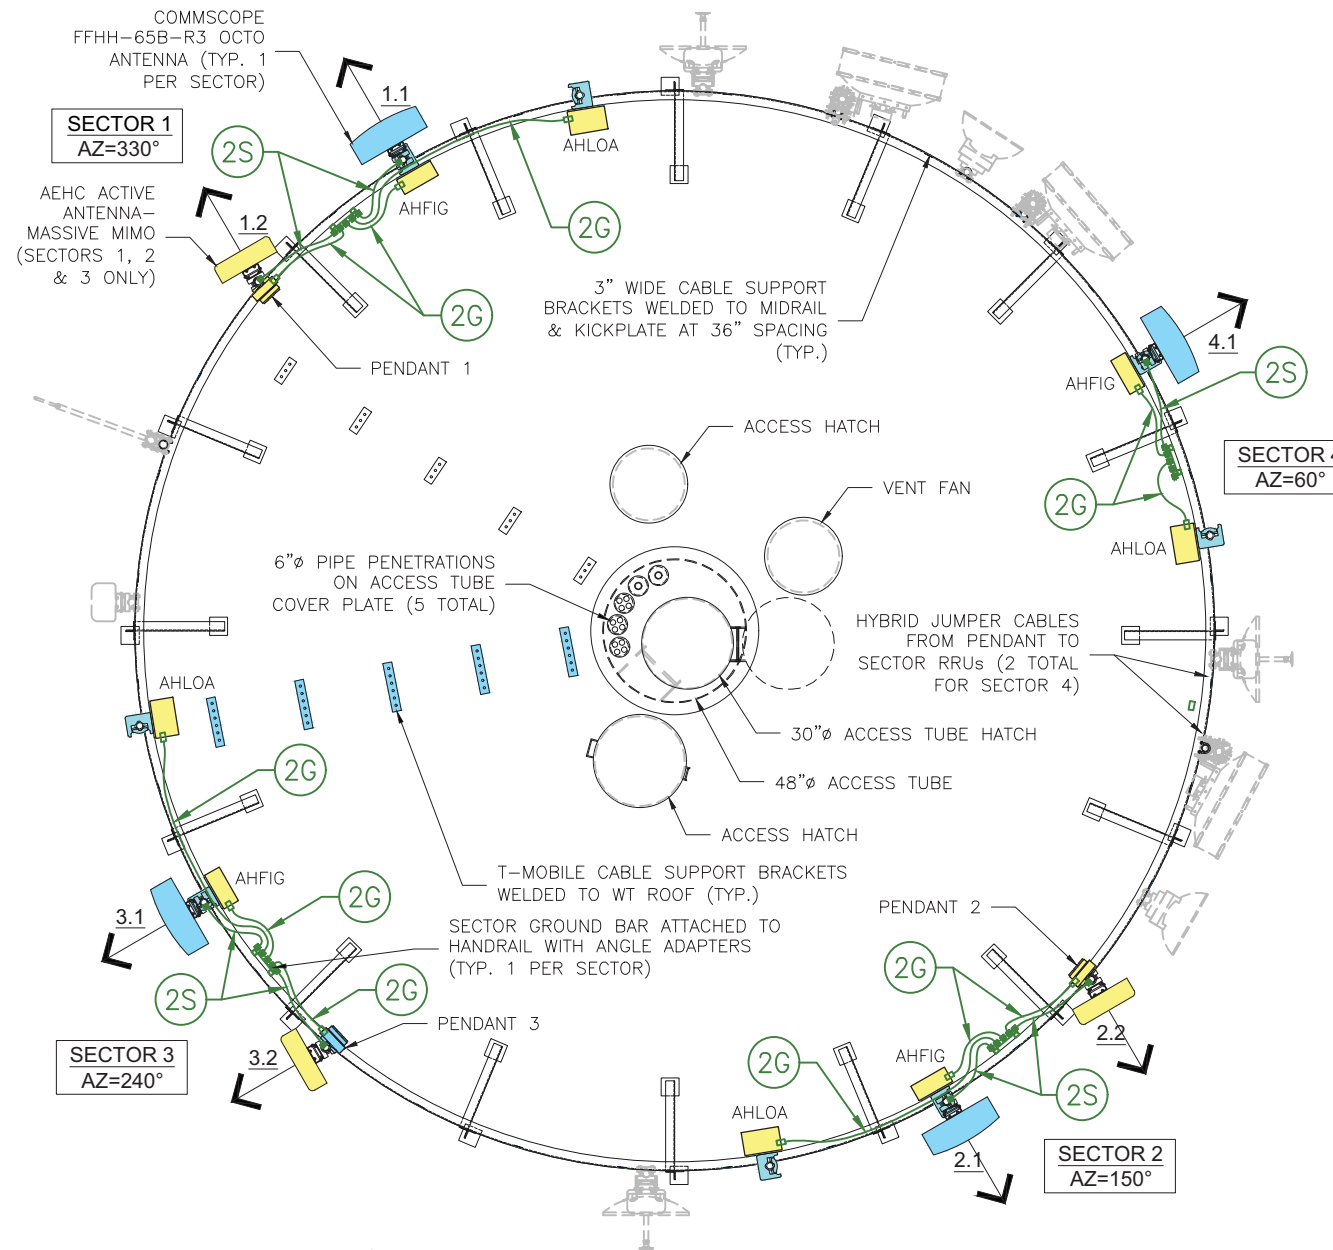 COMMSCOPE
FFHH-65B-R3 OCTO
ANTENNA (TYP. 1
PER SECTOR)
1.1
SECTOR 1
AZ=330°
2S
AHLOA
AEHC ACTIVE
ANTENNA-
MASSIVE MIMO
(SECTORS 1, 2
& 3 ONLY)
1.2
AHFIG
2G
2G
PENDANT 1
3" WIDE CABLE SUPPORT
BRACKETS WELDED TO MIDRAIL
& KICKPLATE AT 36" SPACING
(TYP.)
4.1
AHFIG
2S
SECTOR 4
AZ=60°
2G
AHLOA
ACCESS HATCH
VENT FAN
6"ø PIPE PENETRATIONS
ON ACCESS TUBE
COVER PLATE (5 TOTAL)
HYBRID JUMPER CABLES
FROM PENDANT TO
SECTOR RRUs (2 TOTAL
FOR SECTOR 4)
AHLOA
30"ø ACCESS TUBE HATCH
48"ø ACCESS TUBE
2G
ACCESS HATCH
T-MOBILE CABLE SUPPORT BRACKETS
WELDED TO WT ROOF (TYP.)
AHFIG
2G
SECTOR GROUND BAR ATTACHED TO
HANDRAIL WITH ANGLE ADAPTERS
(TYP. 1 PER SECTOR)
3.1
2S
2G
PENDANT 3
SECTOR 3
AZ=240°
3.2
PENDANT 2
2G
2.2
AHFIG
2G
2S
AHLOA
2.1
SECTOR 2
AZ=150°